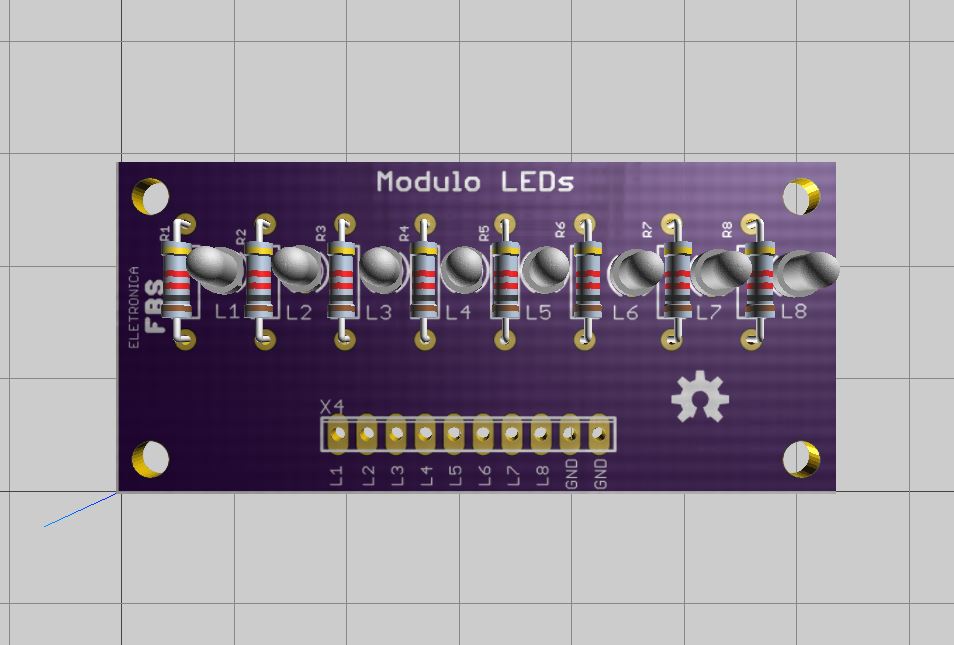 Modulo LEDs
R1 R2 R3 R4 R5 R6 R7 R8
ELETRONICA
FBS
L1 L2 L3 L4 L5 L6 L7 L8
X4
L1 L2 L3 L4 L5 L6 L7 L8 GND GND